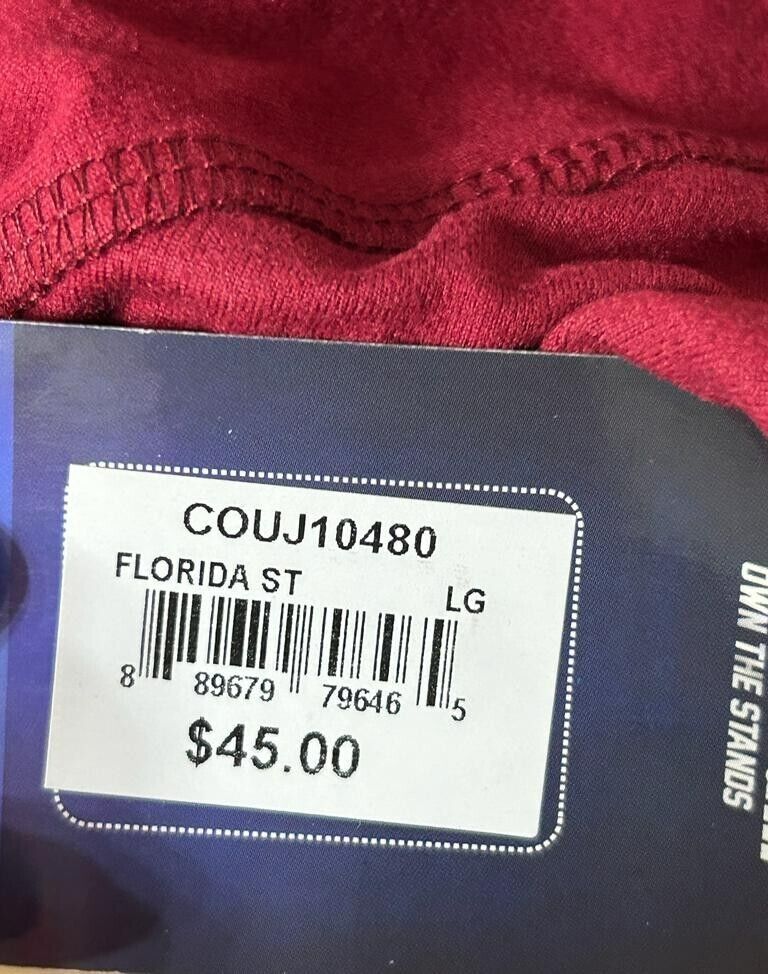 COUJ10480
FLORIDA ST
LG
8 89679 79646 5
$45.00
OWN THE STANDS